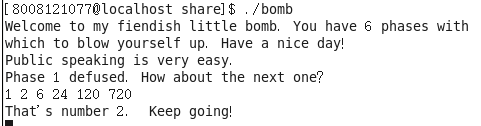 [8008121077@localhost share]$ ./bomb
Welcome to my fiendish little bomb. You have 6 phases with
which to blow yourself up. Have a nice day!
Public speaking is very easy.
Phase 1 defused. How about the next one?
1 2 6 24 120 720
That's number 2.  Keep going!